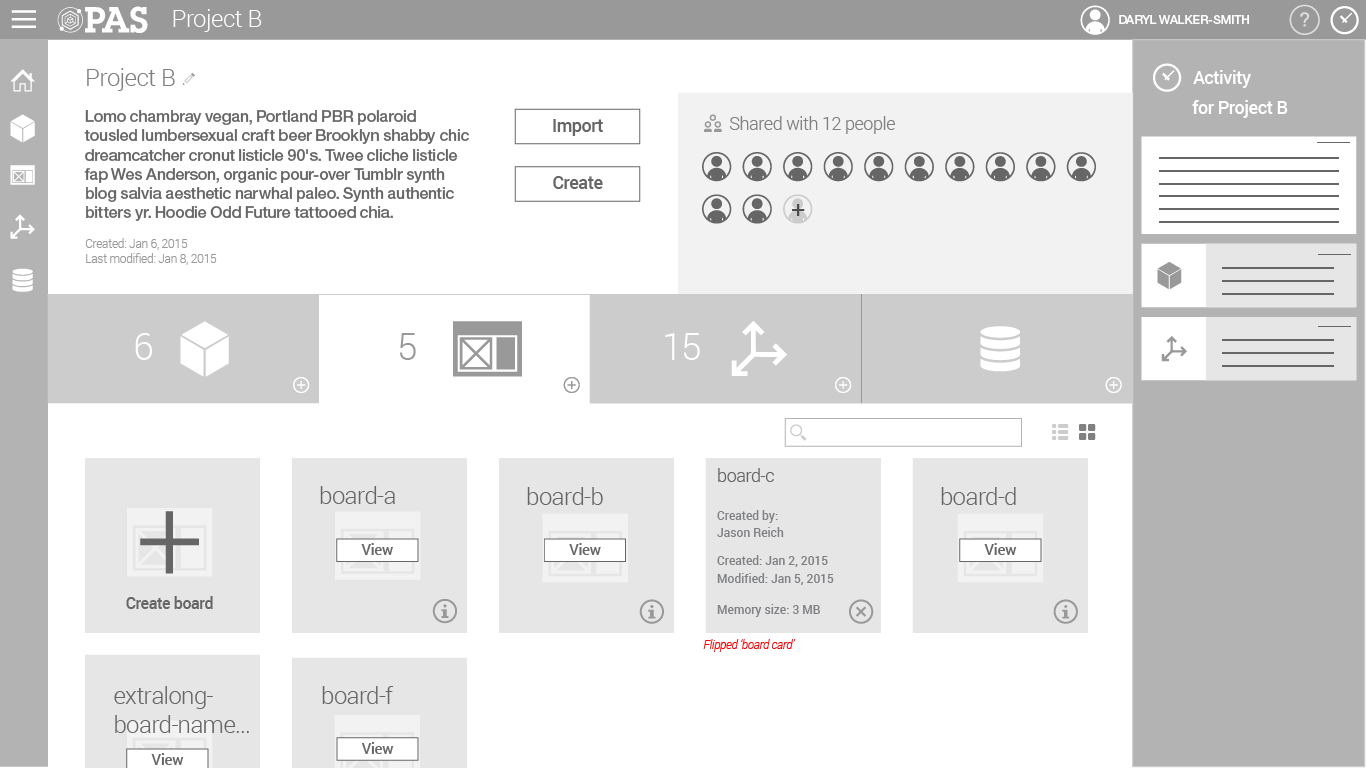 PAS Project B
DARYL WALKER-SMITH
?
Project B
Lomo chambray vegan, Portland PBR polaroid
tousled lumbersexual craft beer Brooklyn shabby chic
dreamcatcher cronut listicle 90's. Twee cliche listicle
fap Wes Anderson, organic pour-over Tumblr synth
blog salvia aesthetic narwhal paleo. Synth authentic
bitters yr. Hoodie Odd Future tattooed chia.
Created: Jan 6, 2015
Last modified: Jan 8, 2015
Import
Create
Shared with 12 people
Activity
for Project B
6
5
15
Create board
board-a
View
board-b
View
board-c
Created by:
Jason Reich
Created: Jan 2, 2015
Modified: Jan 5, 2015
Memory size: 3 MB
Flipped 'board card'
board-d
View
extralong-
board-name...
View
board-f
View